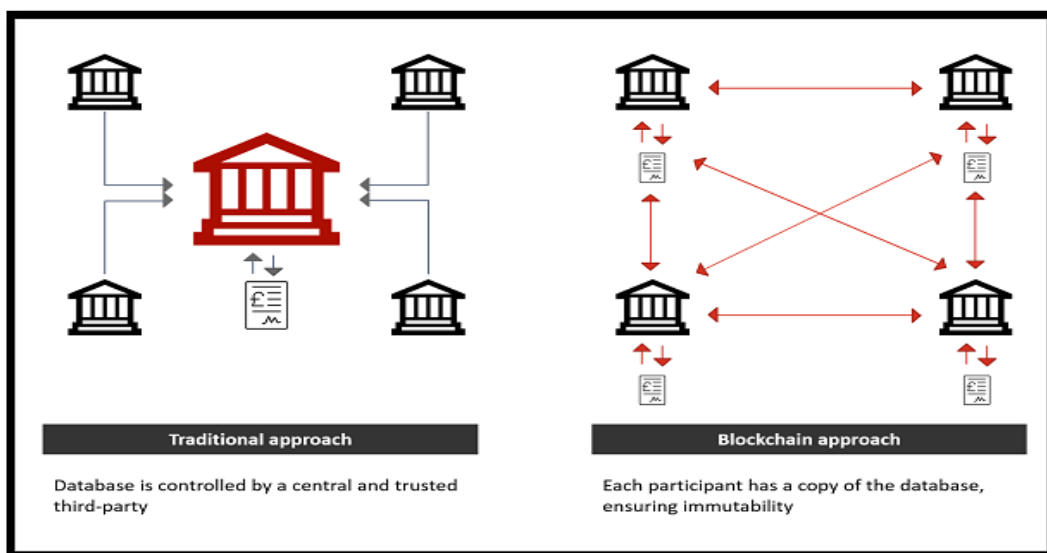 £
£
£
£
£
Traditional approach
Blockchain approach
Database is controlled by a central and trusted
third-party
Each participant has a copy of the database,
ensuring immutability